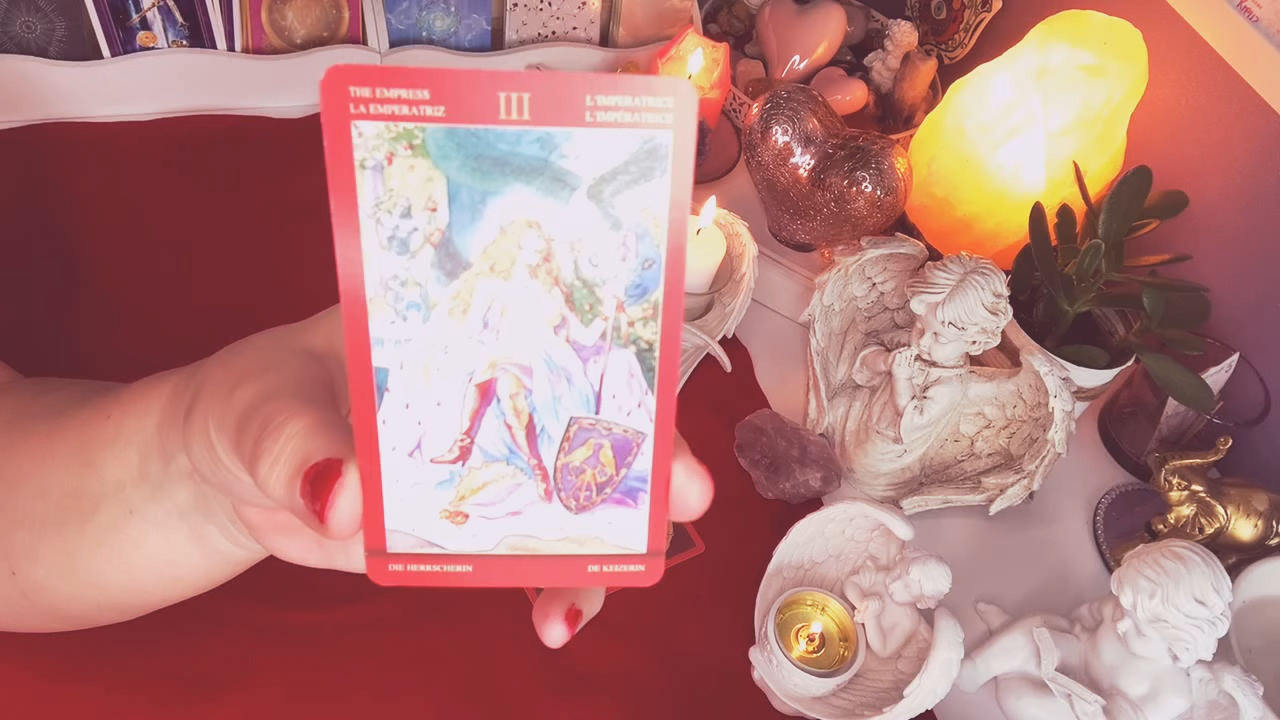 THE EMPRESS
LA EMPERATRIZ
III
L'IMPERATRICE
L'IMPÉRATRICE
DIE HERRSCHERIN
DE KEIZERIN